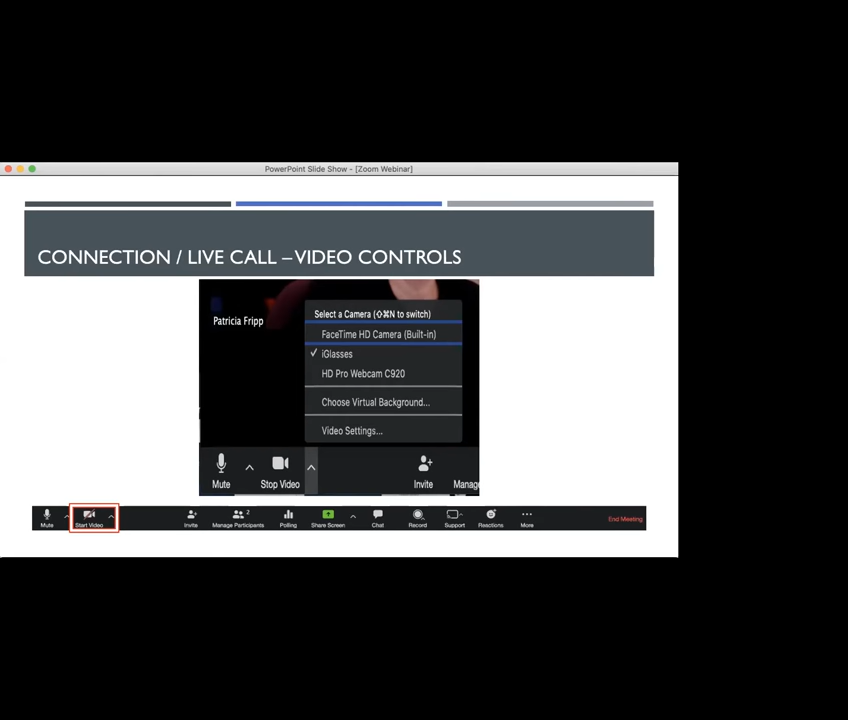 PowerPoint Slide Show - [Zoom Webinar]
CONNECTION / LIVE CALL –VIDEO CONTROLS
Patricia Fripp
Select a Camera (⇧⌘N to switch)
FaceTime HD Camera (Built-in)
✓ iGlasses
HD Pro Webcam C920
Choose Virtual Background...
Video Settings...
Mute Stop Video Invite Manag
2
Mute Start Video Invite Manage Participants Polling Share Screen Chat Record Support Reactions More End Meeting